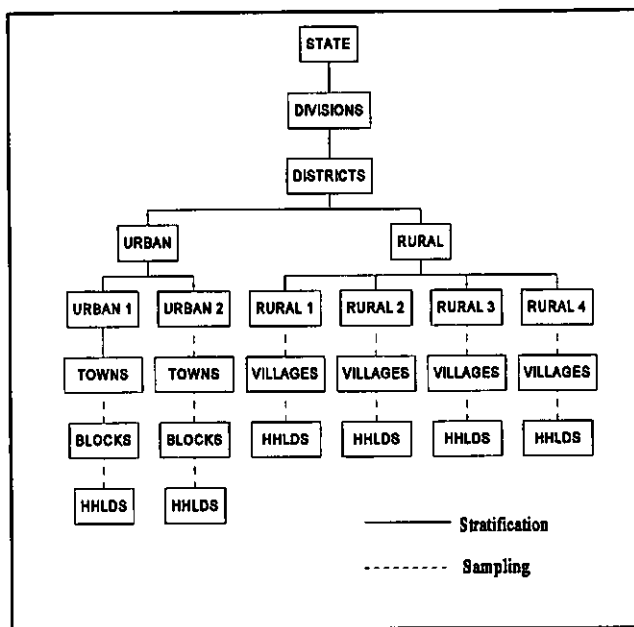 STATE
DIVISIONS
DISTRICTS
URBAN RURAL
URBAN 1 URBAN 2 RURAL 1 RURAL 2 RURAL 3 RURAL 4
TOWNS TOWNS VILLAGES VILLAGES VILLAGES VILLAGES
BLOCKS BLOCKS HHLDS HHLDS HHLDS HHLDS
HHLDS HHLDS
Stratification
Sampling